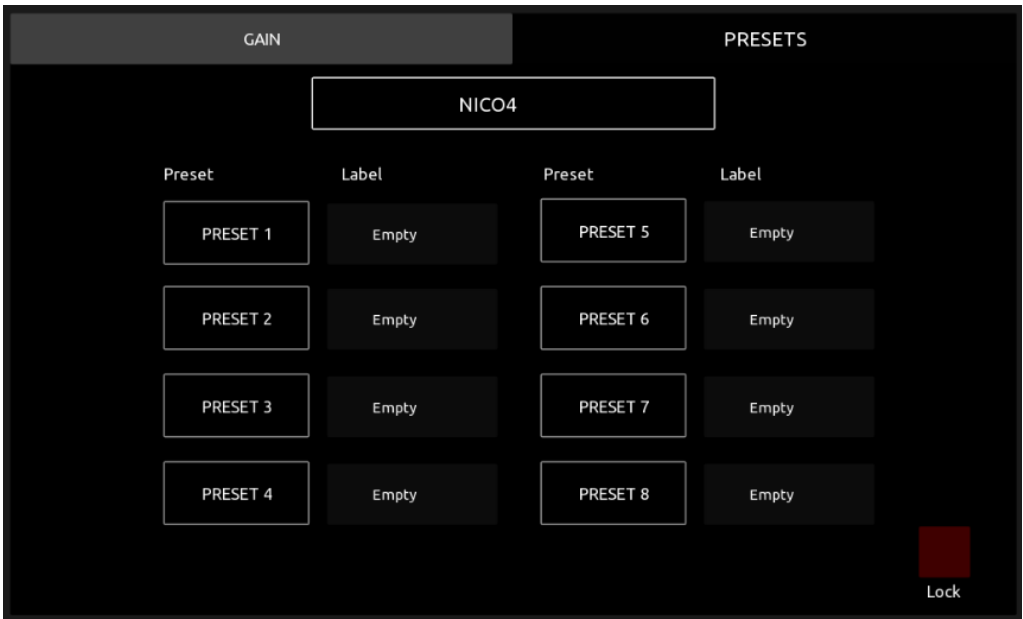 GAIN PRESETS
NICO4
Preset Label Preset Label
PRESET 1 Empty PRESET 5 Empty
PRESET 2 Empty PRESET 6 Empty
PRESET 3 Empty PRESET 7 Empty
PRESET 4 Empty PRESET 8 Empty
Lock